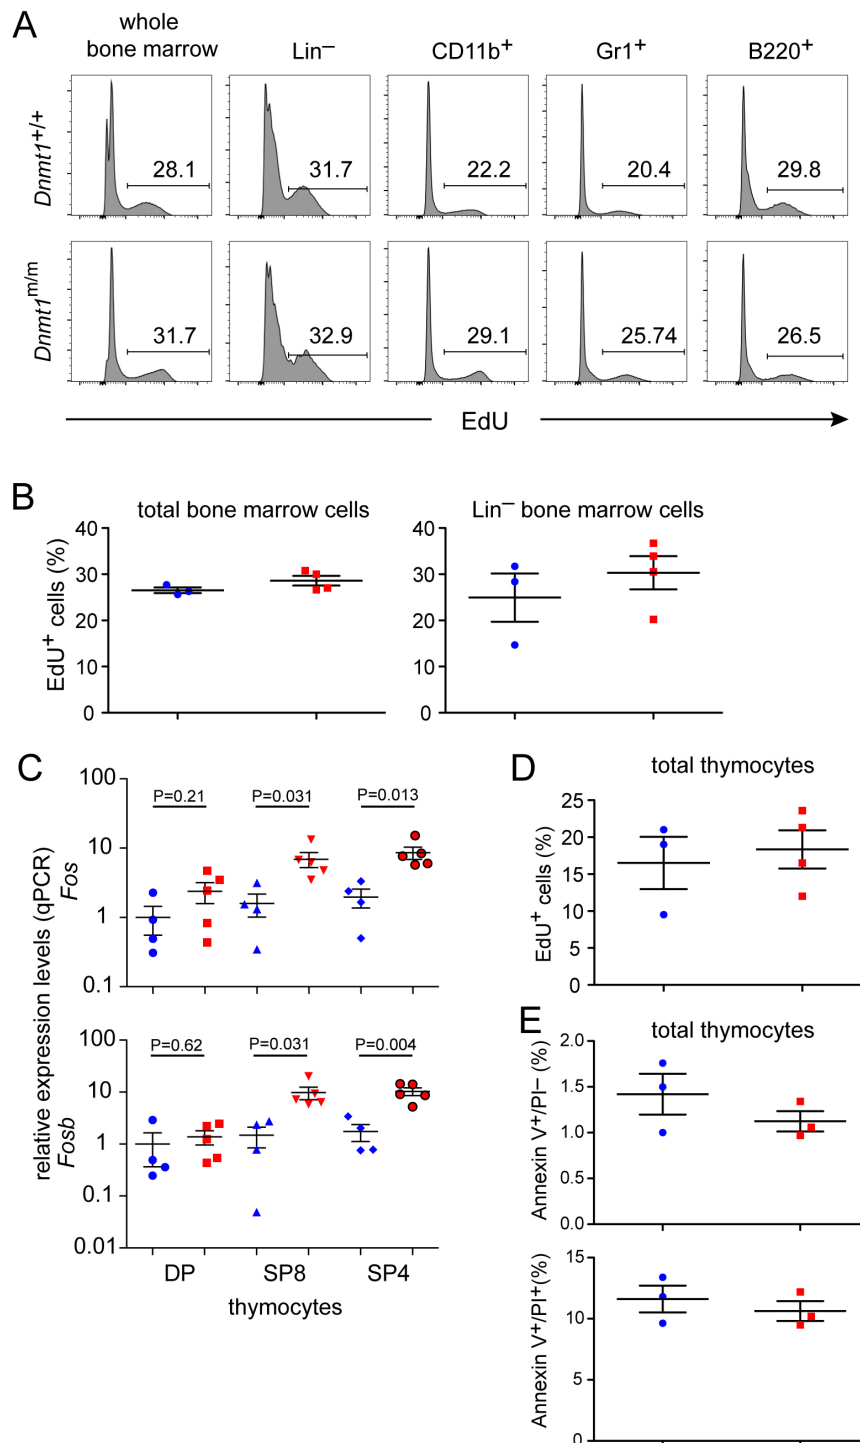 A
whole
bone marrow
Lin–
CD11b+
Gr1+
B220+
Dnmt1+/+
28.1
31.7
22.2
20.4
29.8
Dnmt1m/m
31.7
32.9
29.1
25.74
26.5
EdU
B
total bone marrow cells
Lin– bone marrow cells
EdU+ cells (%)
40
30
20
10
0
40
30
20
10
0
C
relative expression levels (qPCR)
Fos
100
10
1
0.1
P=0.21
P=0.031
P=0.013
Fosb
100
10
1
0.1
0.01
P=0.62
P=0.031
P=0.004
DP
SP8
SP4
thymocytes
D
total thymocytes
EdU+ cells (%)
25
20
15
10
5
0
E
total thymocytes
Annexin V+/PI– (%)
2.0
1.5
1.0
0.5
0.0
Annexin V+/PI+(%)
15
10
5
0